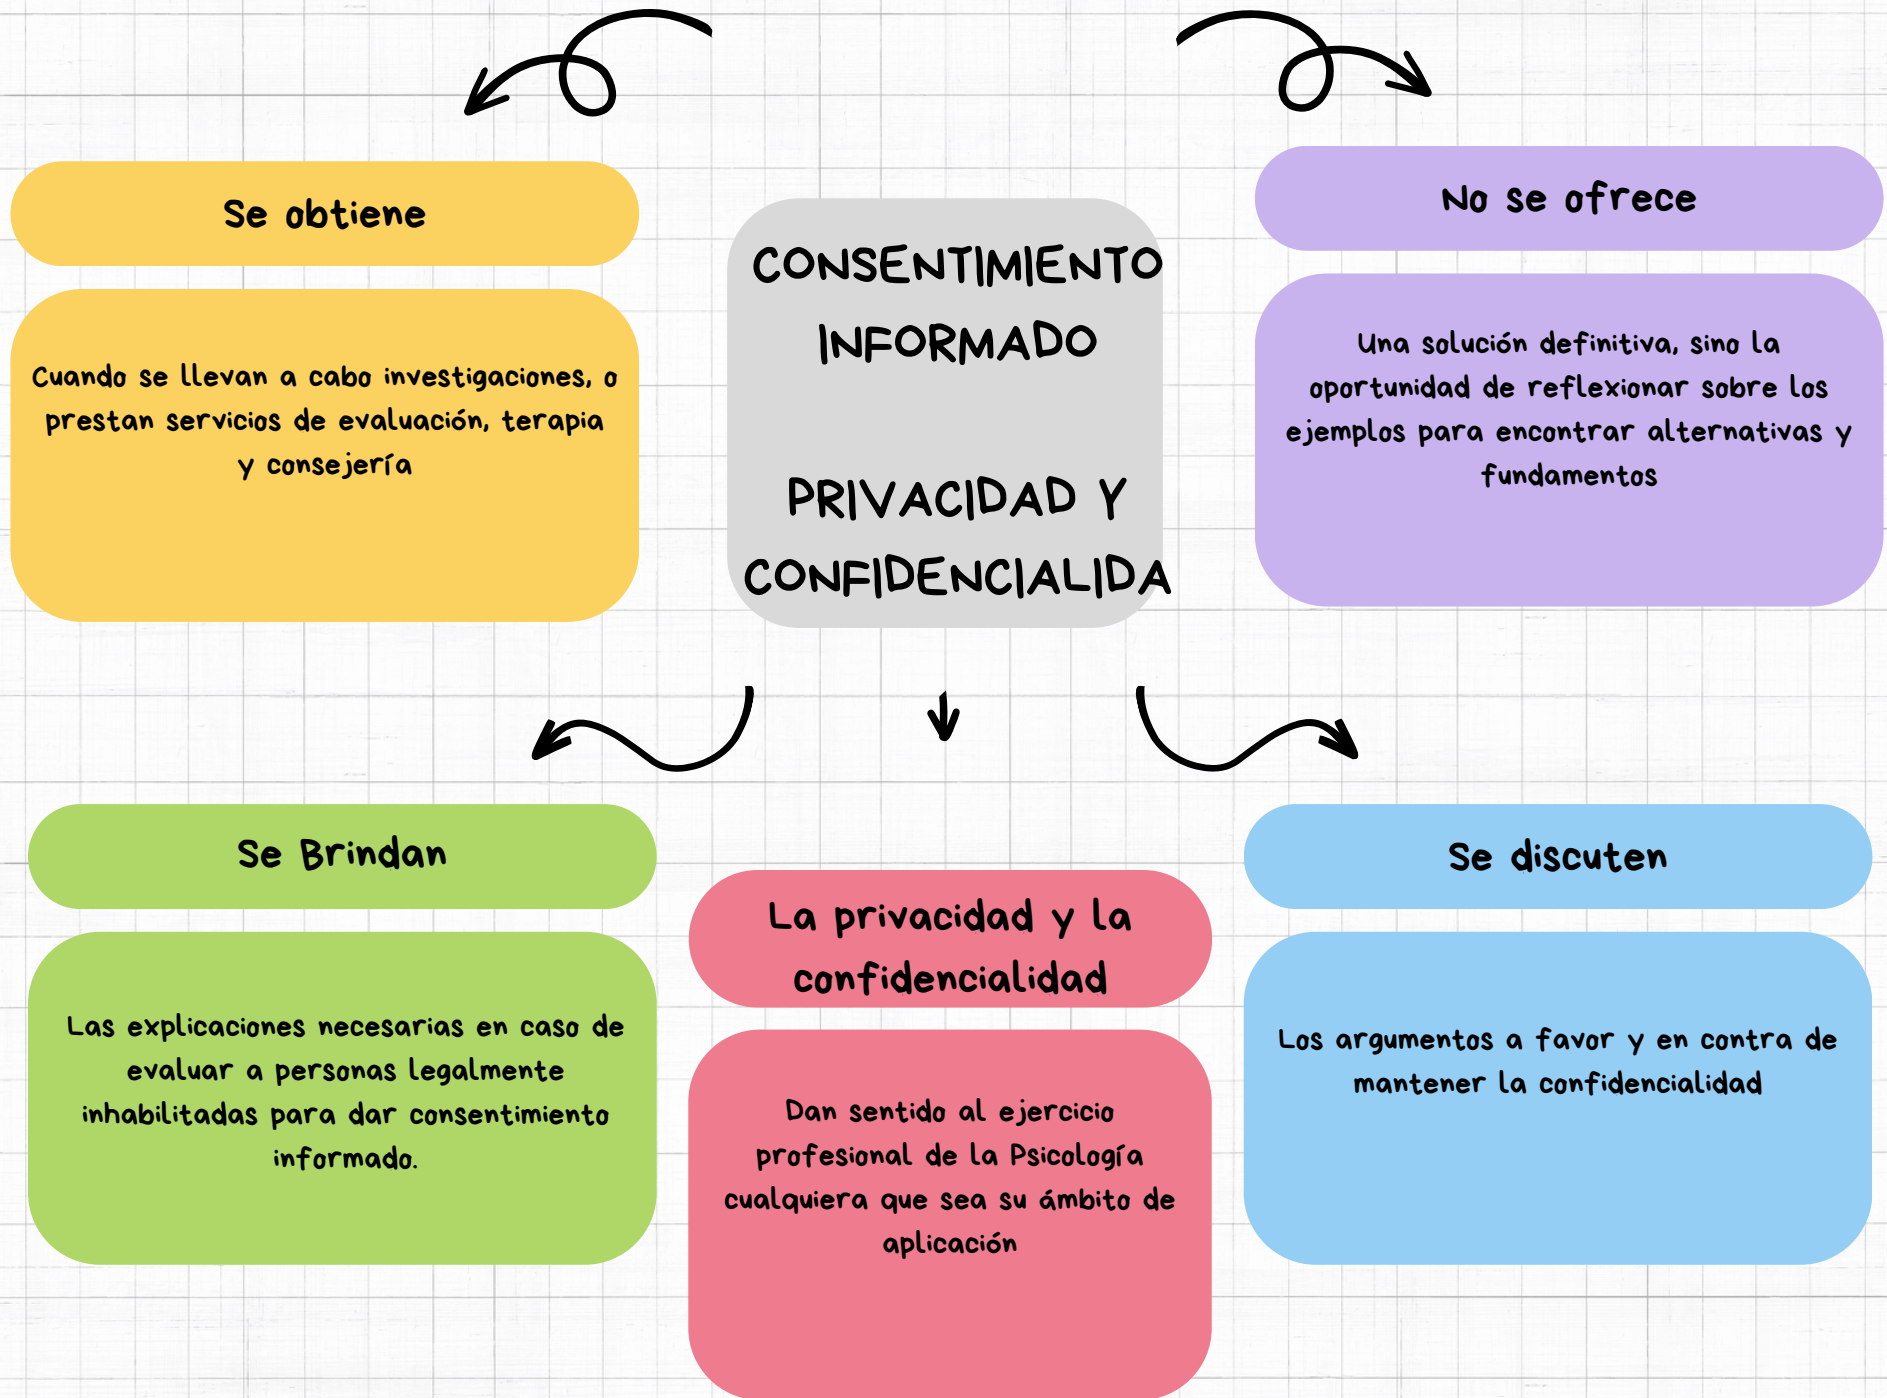 Se obtiene
Cuando se llevan a cabo investigaciones, o
prestan servicios de evaluación, terapia
y consejería
CONSENTIMIENTO
INFORMADO
PRIVACIDAD Y
CONFIDENCIALIDA
No se ofrece
Una solución definitiva, sino la
oportunidad de reflexionar sobre los
ejemplos para encontrar alternativas y
fundamentos
Se Brindan
Las explicaciones necesarias en caso de
evaluar a personas legalmente
inhabilitadas para dar consentimiento
informado.
La privacidad y la
confidencialidad
Dan sentido al ejercicio
profesional de la Psicología
cualquiera que sea su ámbito de
aplicación
Se discuten
Los argumentos a favor y en contra de
mantener la confidencialidad